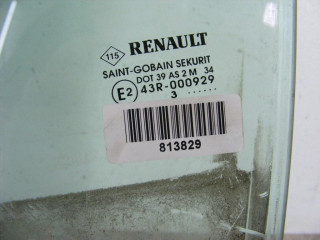 115 RENAULT
SAINT-GOBAIN SEKURIT
DOT 39 AS 2 M 34
E2 43R-000929
3 ......
813829